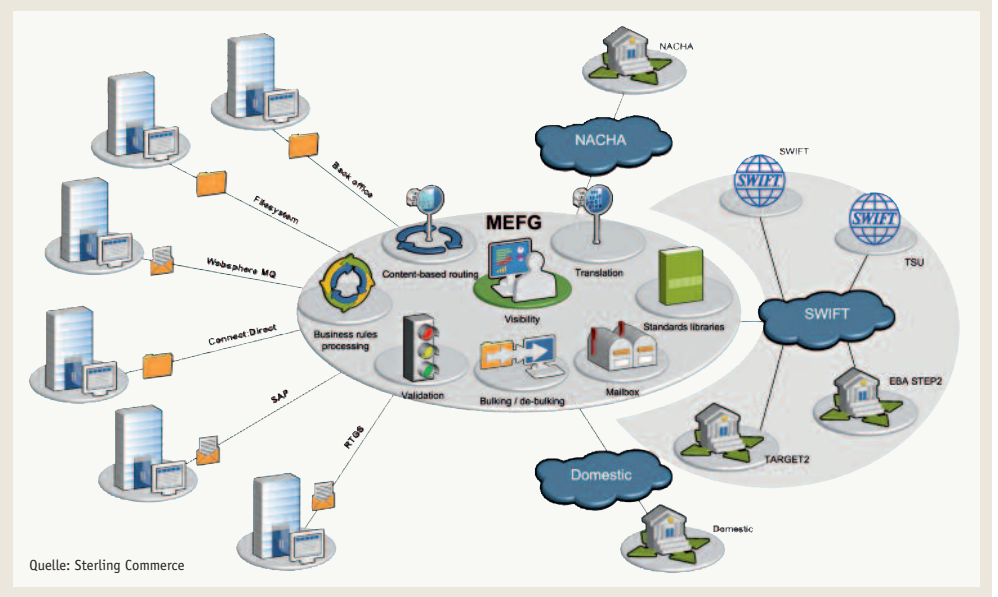 NACHA
NACHA
SWIFT
SWIFT
SWIFT
TSU
SWIFT
EBA STEP2
TARGET2
Back office
Filesystem
Websphere MQ
Connect:Direct
SAP
RTGS
MEFG
Content-based routing
Translation
Visibility
Business rules
processing
Standards libraries
Validation
Bulking / de-bulking
Mailbox
Domestic
Domestic
Quelle: Sterling Commerce